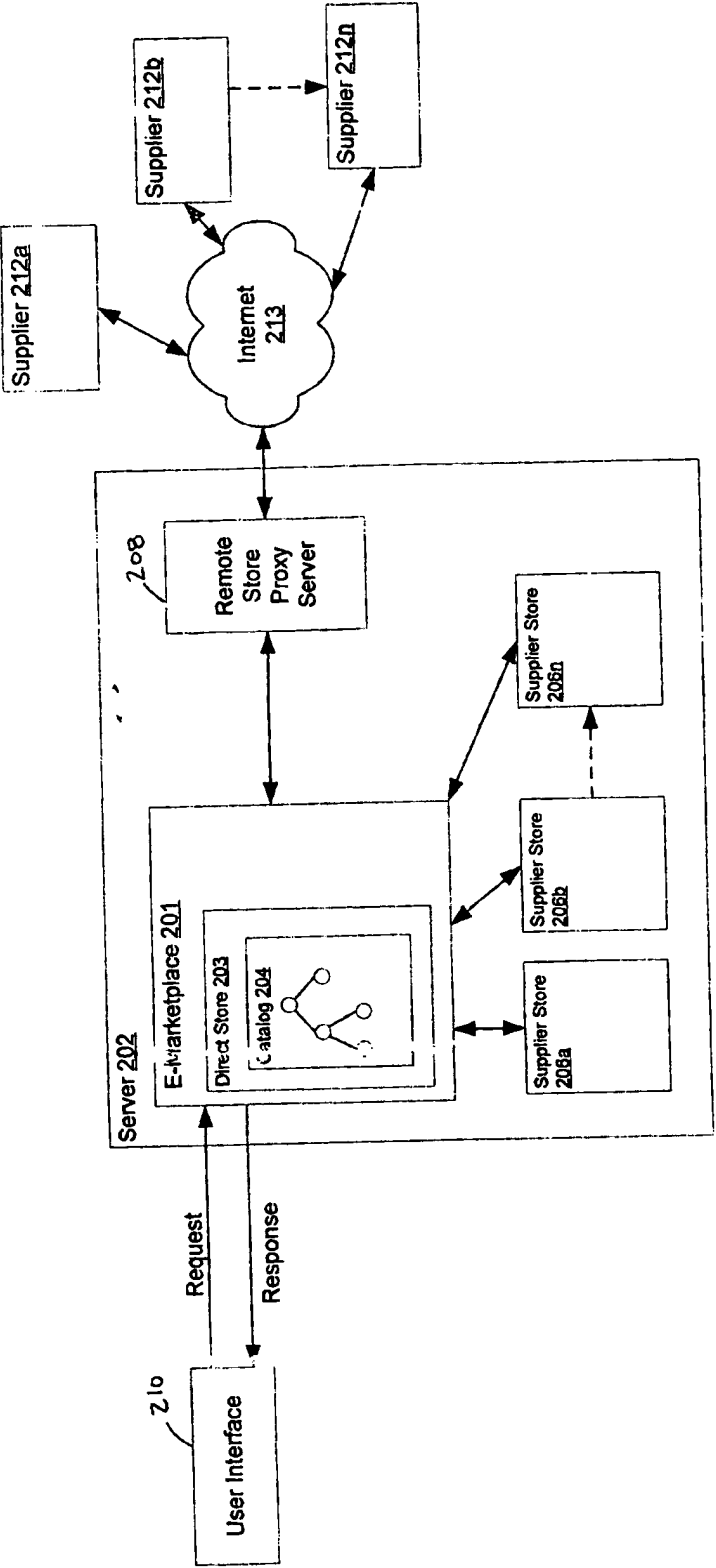 210
User Interface
Request
Response
Server 202
E-Marketplace 201
Direct Store 203
Catalog 204
Supplier Store
206a
Supplier Store
206b
Supplier Store
206n
208
Remote
Store
Proxy
Server
Internet
213
Supplier 212a
Supplier 212b
Supplier 212n